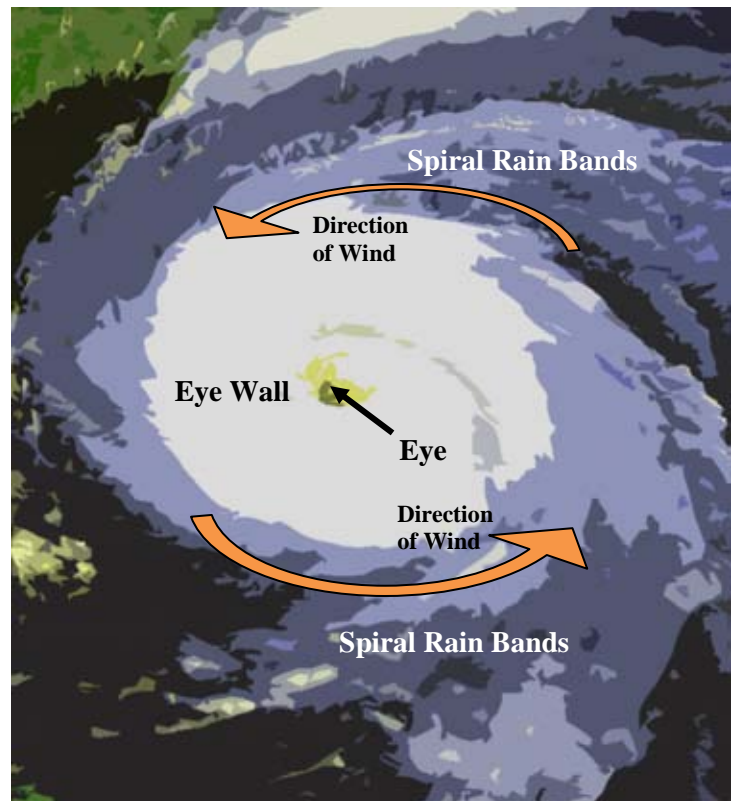 Spiral Rain Bands
Direction
of Wind
Eye Wall
Eye
Direction
of Wind
Spiral Rain Bands